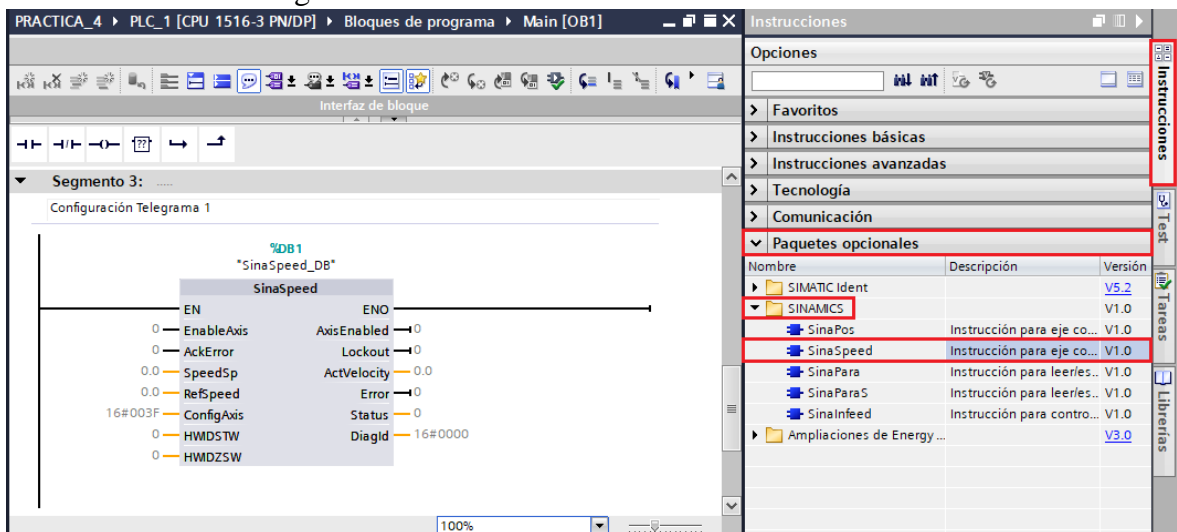 PRACTICA_4 ▸ PLC_1 [CPU 1516-3 PN/DP] ▸ Bloques de programa ▸ Main [OB1]
Interfaz de bloque
Segmento 3: .....
Configuración Telegrama 1
%DB1
"SinaSpeed_DB"
SinaSpeed
EN ENO
0 EnableAxis AxisEnabled 0
0 AckError Lockout 0
0.0 SpeedSp ActVelocity 0.0
0.0 RefSpeed Error 0
16#003F ConfigAxis Status 0
0 HWIDSTW DiagId 16#0000
0 HWIDZSW
100%
Instrucciones
Opciones
Favoritos
Instrucciones básicas
Instrucciones avanzadas
Tecnología
Comunicación
Paquetes opcionales
Nombre Descripción Versión
SIMATIC Ident V5.2
SINAMICS V1.0
SinaPos Instrucción para eje co... V1.0
SinaSpeed Instrucción para eje co... V1.0
SinaPara Instrucción para leer/es.. V1.0
SinaParaS Instrucción para leer/es.. V1.0
SinaInfeed Instrucción para contro... V1.0
Ampliaciones de Energy ... V3.0
Instrucciones
Test
Tareas
Librerías